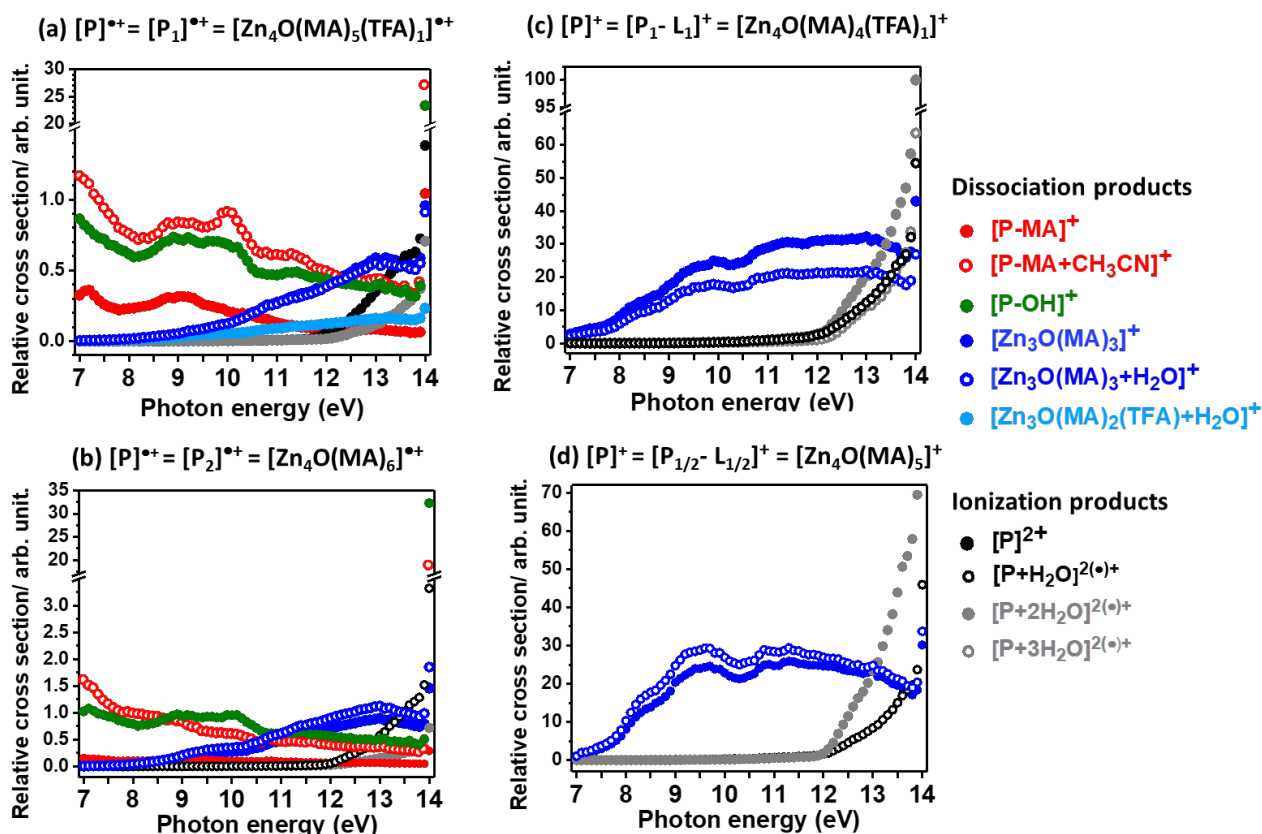 (a) [P]•+ = [P1]•+ = [Zn4O(MA)5(TFA)1]•+
Relative cross section/ arb. unit.
30
25
20
1.0
0.5
0.0
7 8 9 10 11 12 13 14
Photon energy (eV)
(c) [P]+ = [P1- L1]+ = [Zn4O(MA)4(TFA)1]+
Relative cross section/ arb. unit.
100
95
60
50
40
30
20
10
0
7 8 9 10 11 12 13 14
Photon energy (eV)
(b) [P]•+ = [P2]•+ = [Zn4O(MA)6]•+
Relative cross section/ arb. unit.
35
30
25
20
15
3.0
2.5
2.0
1.5
1.0
0.5
0.0
7 8 9 10 11 12 13 14
Photon energy (eV)
(d) [P]+ = [P1/2- L1/2]+ = [Zn4O(MA)5]+
Relative cross section/ arb. unit.
70
60
50
40
30
20
10
0
7 8 9 10 11 12 13 14
Photon energy (eV)
Dissociation products
[P-MA]+
[P-MA+CH3CN]+
[P-OH]+
[Zn3O(MA)3]+
[Zn3O(MA)3+H2O]+
[Zn3O(MA)2(TFA)+H2O]+
Ionization products
[P]2+
[P+H2O]2(•)+
[P+2H2O]2(•)+
[P+3H2O]2(•)+